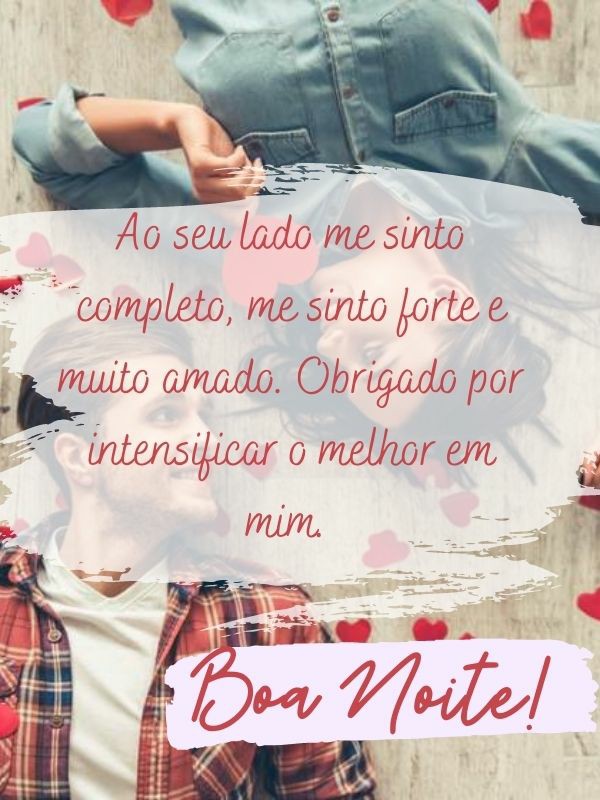 Ao seu lado me sinto
completo, me sinto forte e
muito amado. Obrigado por
intensificar o melhor em
mim.
Boa Noite!